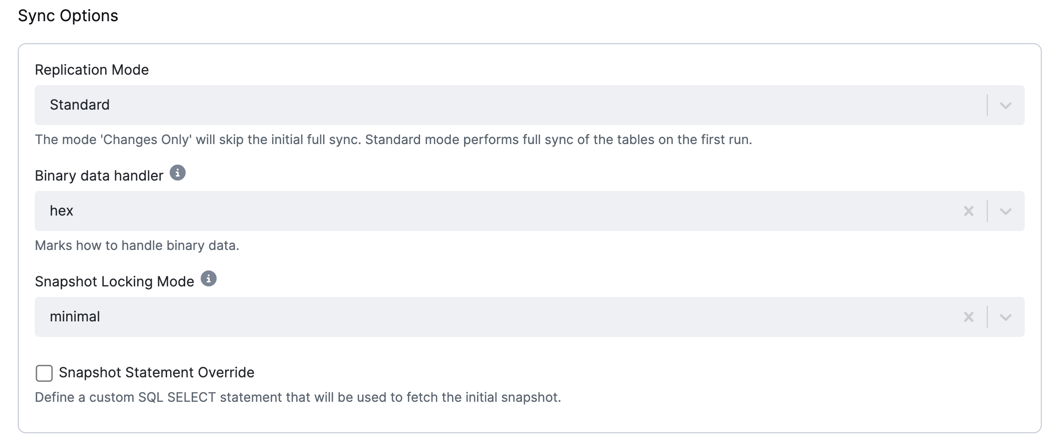 Sync Options
Replication Mode
Standard
The mode 'Changes Only' will skip the initial full sync. Standard mode performs full sync of the tables on the first run.
Binary data handler
hex
Marks how to handle binary data.
Snapshot Locking Mode
minimal
Snapshot Statement Override
Define a custom SQL SELECT statement that will be used to fetch the initial snapshot.